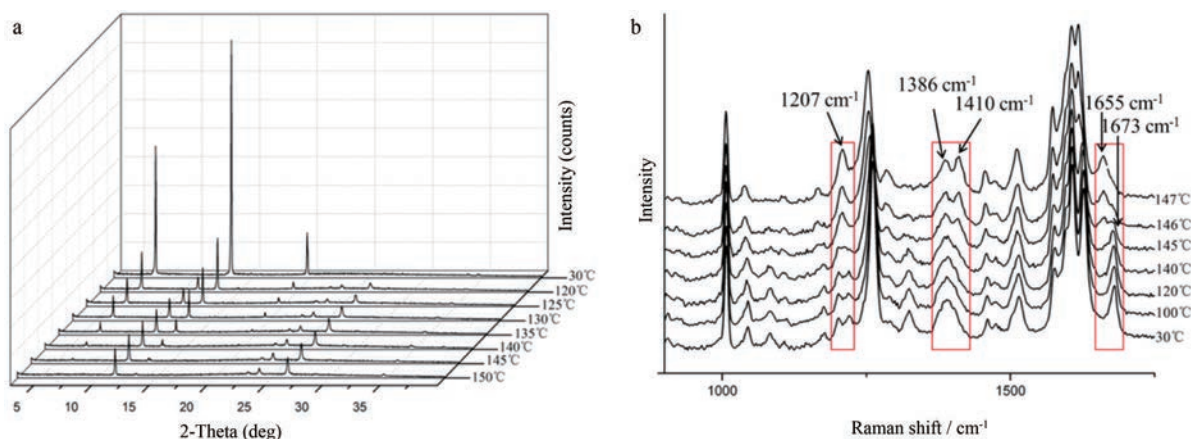 a
Intensity (counts)
30℃
120℃
125℃
130℃
135℃
140℃
145℃
150℃
5 10 15 20 25 30 35
2-Theta (deg)
b
1207 cm⁻¹
1386 cm⁻¹
1410 cm⁻¹
1655 cm⁻¹
1673 cm⁻¹
Intensity
147℃
146℃
145℃
140℃
120℃
100℃
30℃
1000 1500
Raman shift / cm⁻¹